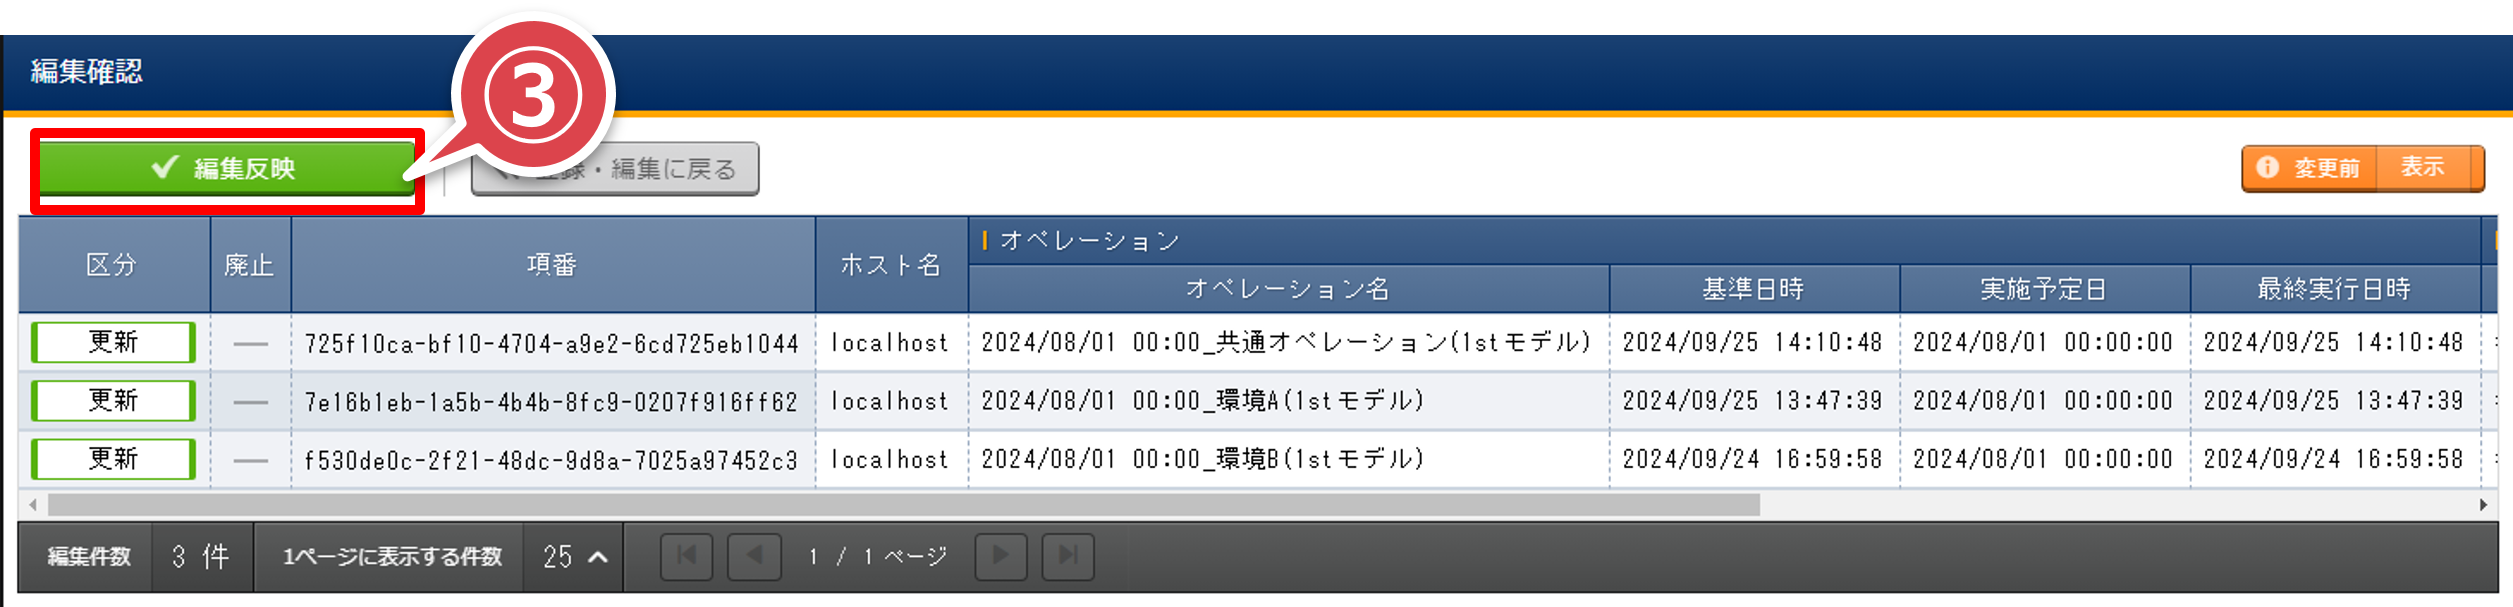 編集確認
③
編集反映
録・編集に戻る
変更前 表示
区分 廃止 項番 ホスト名 オペレーション
オペレーション名 基準日時 実施予定日 最終実行日時
更新 — 725f10ca-bf10-4704-a9e2-6cd725eb1044 localhost 2024/08/01 00:00_共通オペレーション(1stモデル) 2024/09/25 14:10:48 2024/08/01 00:00:00 2024/09/25 14:10:48
更新 — 7e16b1eb-1a5b-4b4b-8fc9-0207f916ff62 localhost 2024/08/01 00:00_環境A(1stモデル) 2024/09/25 13:47:39 2024/08/01 00:00:00 2024/09/25 13:47:39
更新 — f530de0c-2f21-48dc-9d8a-7025a97452c3 localhost 2024/08/01 00:00_環境B(1stモデル) 2024/09/24 16:59:58 2024/08/01 00:00:00 2024/09/24 16:59:58
編集件数 3 件 1ページに表示する件数 25 1 / 1 ページ